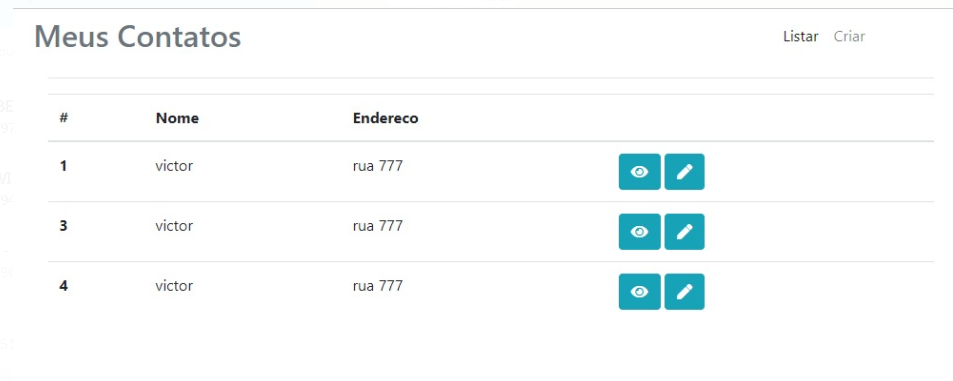 Meus Contatos
Listar Criar
# Nome Endereco
1 victor rua 777
3 victor rua 777
4 victor rua 777